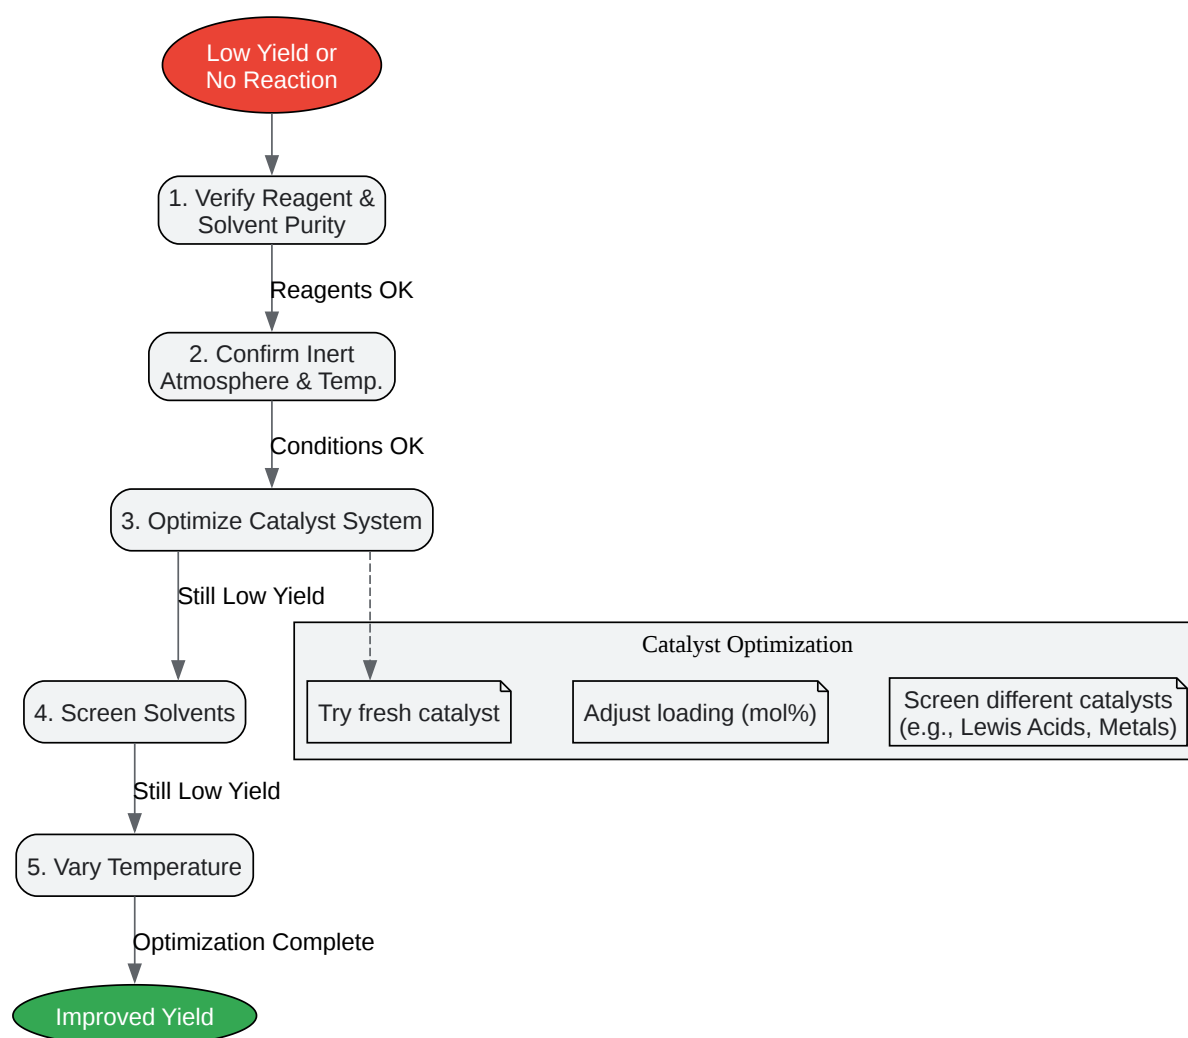 Low Yield or
No Reaction
1. Verify Reagent &
Solvent Purity
Reagents OK
2. Confirm Inert
Atmosphere & Temp.
Conditions OK
3. Optimize Catalyst System
Still Low Yield
Catalyst Optimization
Try fresh catalyst
Adjust loading (mol%)
Screen different catalysts
(e.g., Lewis Acids, Metals)
4. Screen Solvents
Still Low Yield
5. Vary Temperature
Optimization Complete
Improved Yield